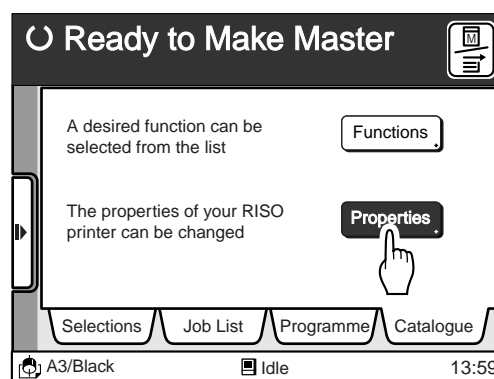 Ready to Make Master
M
A desired function can be
selected from the list
Functions
The properties of your RISO
printer can be changed
Properties
Selections Job List Programme Catalogue
A3/Black Idle 13:59